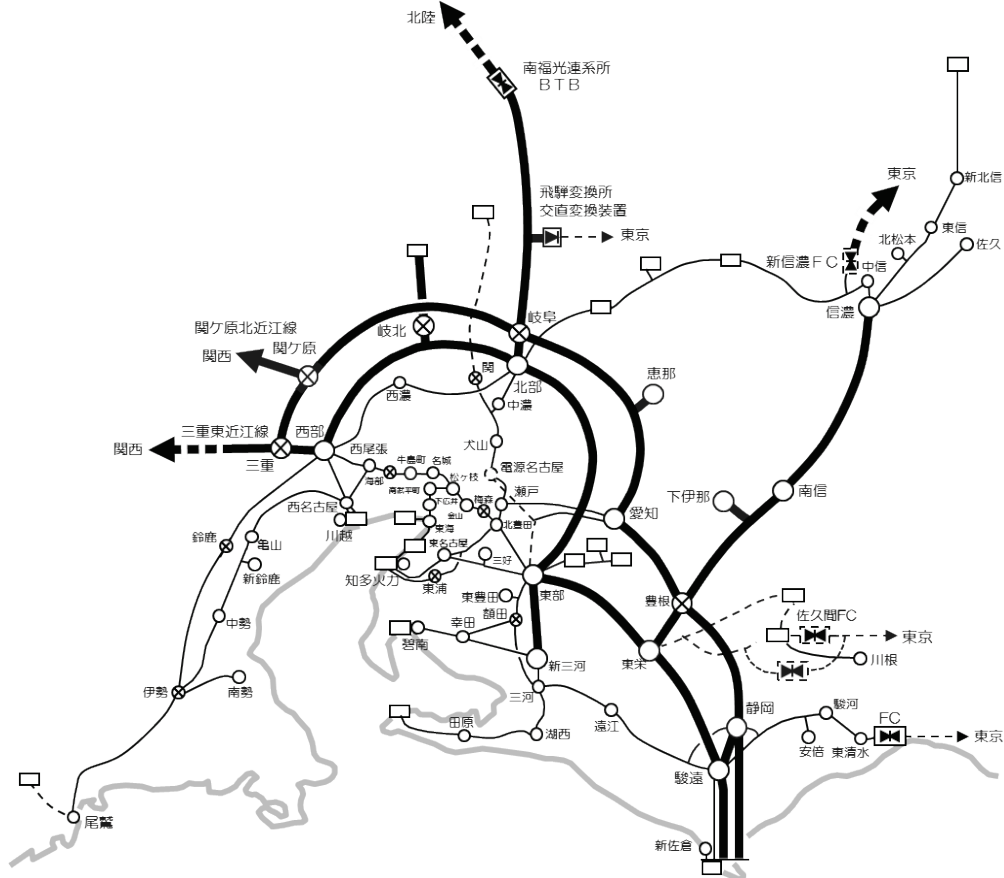 北陸
南福光連系所
ＢＴＢ
飛騨変換所
交直変換装置
東京
東京
新北信
東信
佐久
北松本
新信濃ＦＣ
中信
信濃
関ケ原北近江線
関ケ原
関西
岐北
岐阜
北部
関
西濃
中濃
恵那
三重東近江線
関西
三重
西部
犬山
西尾張
牛島町
名城
海部
松ヶ枝
電源名古屋
瀬戸
下広井
金山
梅森
北豊田
愛知
下伊那
南信
西名古屋
川越
東海
鈴鹿
亀山
新鈴鹿
東名古屋
三好
知多火力
東浦
東豊田
東部
額田
豊根
中勢
碧南
幸田
新三河
東栄
佐久間FC
東京
川根
伊勢
南勢
三河
遠江
静岡
駿河
FC
東京
田原
湖西
安倍
東清水
駿遠
尾鷲
新佐倉